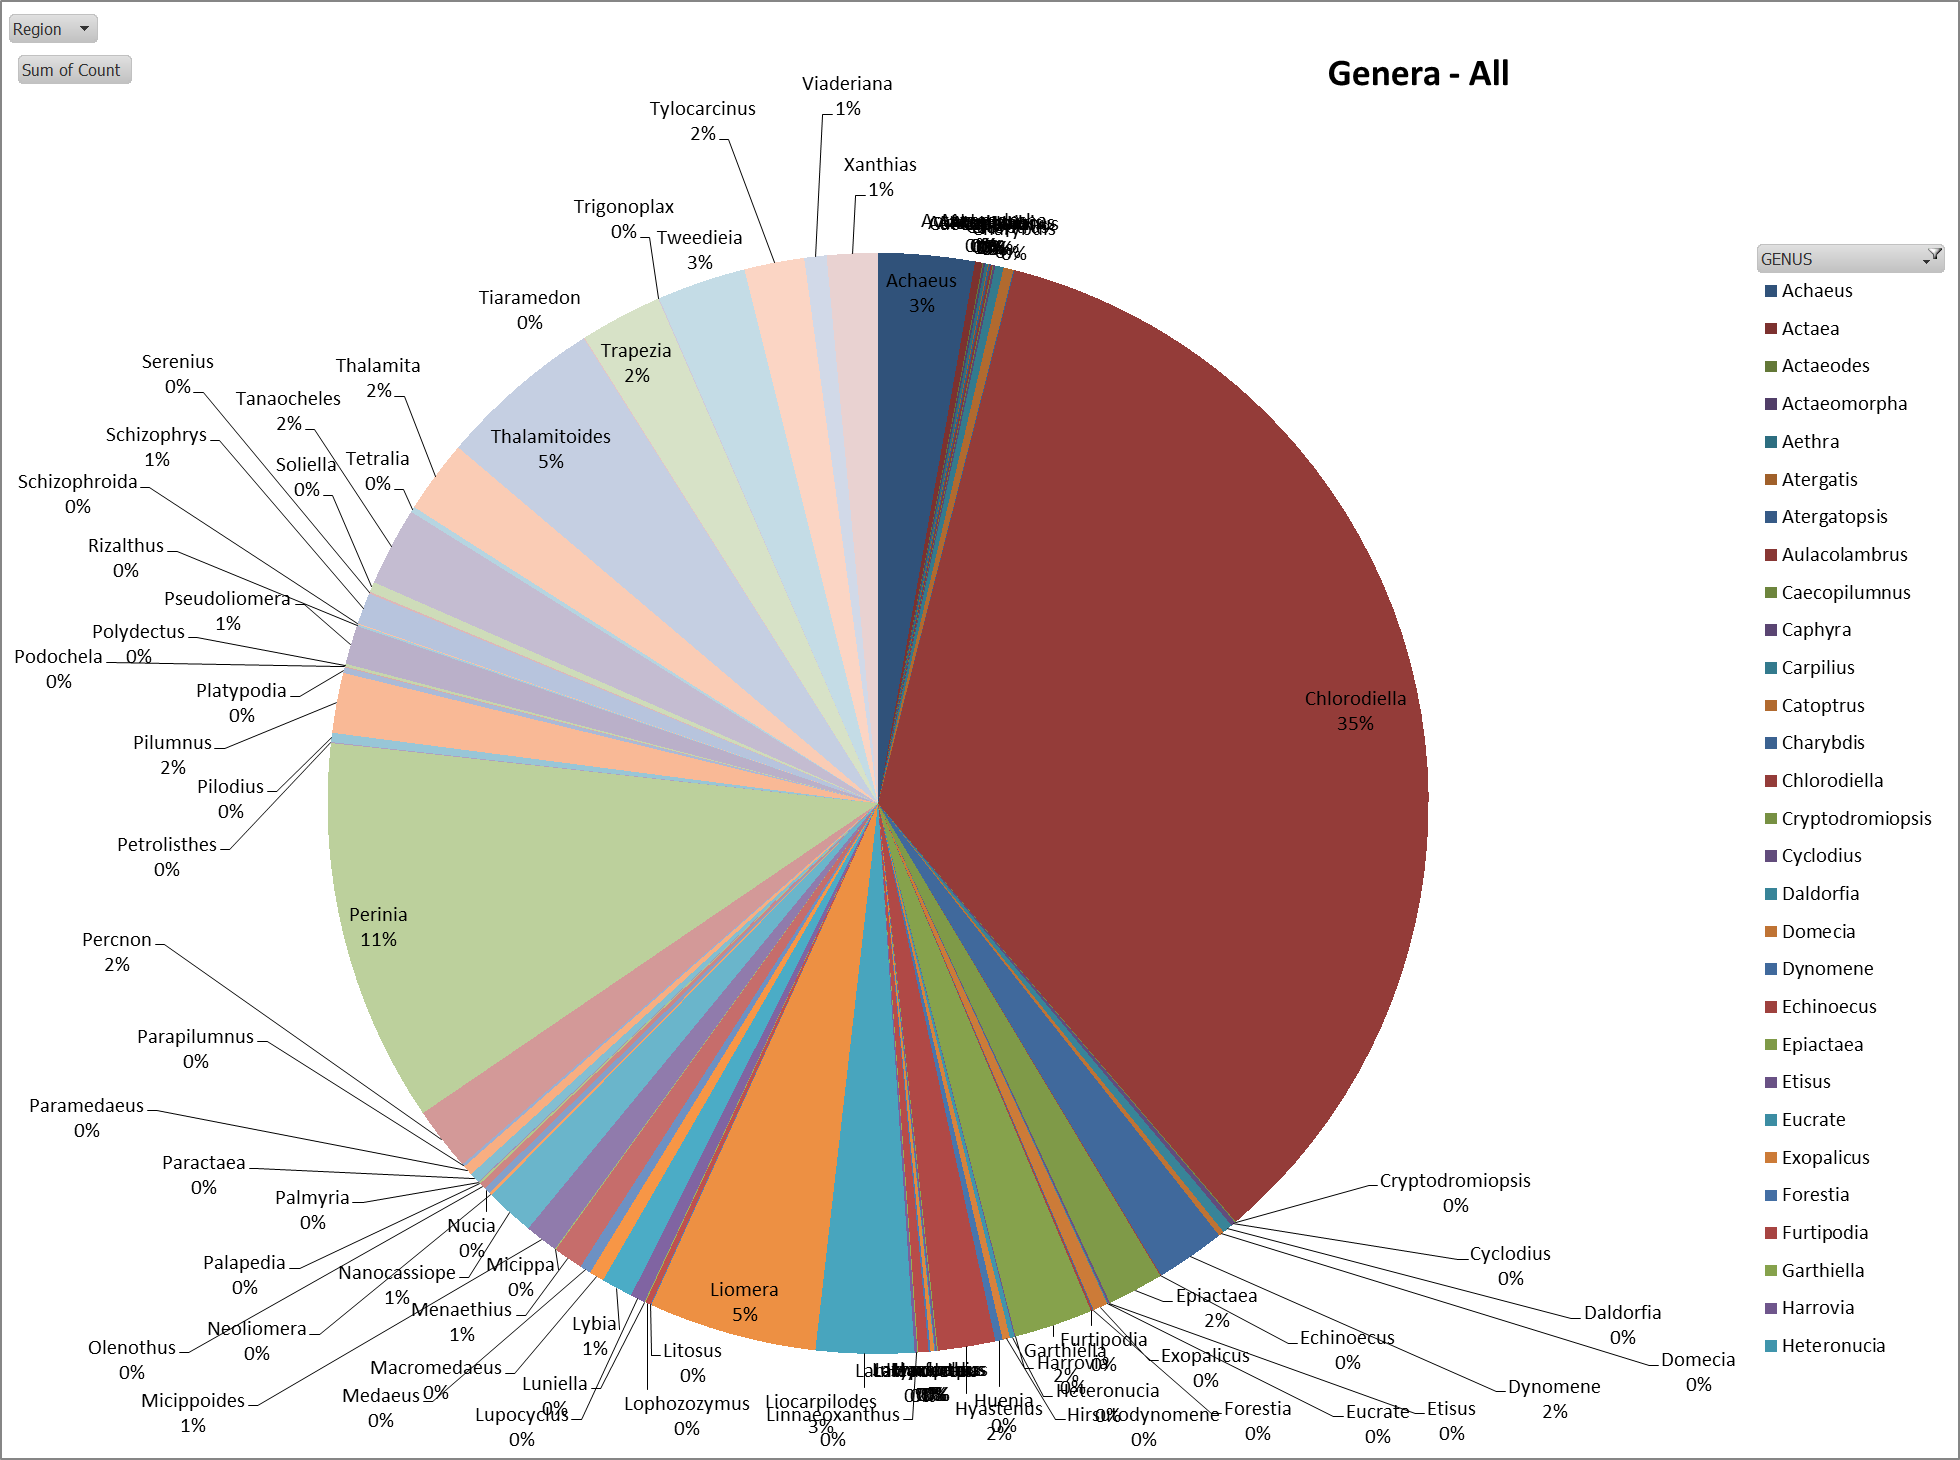 Region
Sum of Count
Genera - All
Viaderiana
1%
Tylocarcinus
2%
Xanthias
1%
Trigonoplax
0%
Tweedieia
3%
Tiaramedon
0%
Trapezia
2%
Serenius
0%
Thalamita
2%
Tanaocheles
2%
Schizophrys
1%
Thalamitoides
5%
Soliella
0%
Tetralia
0%
Schizophroida
0%
Rizalthus
0%
Pseudoliomera
1%
Polydectus
0%
Podochela
0%
Platypodia
0%
Pilumnus
2%
Pilodius
0%
Petrolisthes
0%
Perinia
11%
Percnon
2%
Parapilumnus
0%
Paramedaeus
0%
Paractaea
0%
Palmyria
0%
Palapedia
0%
Olenothus
0%
Nucia
0%
Neoliomera
0%
Nanocassiope
1%
Micippoides
1%
Micippa
0%
Menaethius
1%
Medaeus
0%
Macromedaeus
0%
Lybia
1%
Lupocyclus
0%
Luniella
0%
Lophozozymus
0%
Litosus
0%
Liomera
5%
Liocarpilodes
3%
Linnaeoxanthus
0%
Hyastenus
2%
Huenia
0%
Hirsutodynomene
0%
Heteronucia
0%
Harrovia
0%
Garthiella
2%
Furtipodia
0%
Forestia
0%
Exopalicus
0%
Eucrate
0%
Etisus
0%
Epiactaea
2%
Echinoecus
0%
Dynomene
2%
Domecia
0%
Daldorfia
0%
Cyclodius
0%
Cryptodromiopsis
0%
Chlorodiella
35%
Charybdis
0%
Achaeus
3%
GENUS
Achaeus
Actaea
Actaeodes
Actaeomorpha
Aethra
Atergatis
Atergatopsis
Aulacolambrus
Caecopilumnus
Caphyra
Carpilius
Catoptrus
Charybdis
Chlorodiella
Cryptodromiopsis
Cyclodius
Daldorfia
Domecia
Dynomene
Echinoecus
Epiactaea
Etisus
Eucrate
Exopalicus
Forestia
Furtipodia
Garthiella
Harrovia
Heteronucia